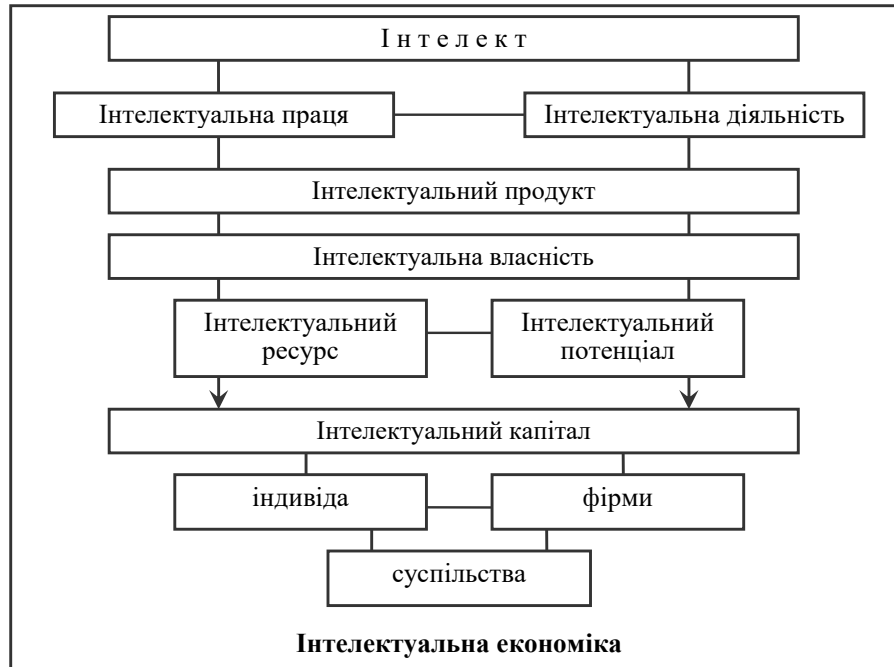 І н т е л е к т
Інтелектуальна праця
Інтелектуальна діяльність
Інтелектуальний продукт
Інтелектуальна власність
Інтелектуальний
ресурс
Інтелектуальний
потенціал
Інтелектуальний капітал
індивіда
фірми
суспільства
Інтелектуальна економіка